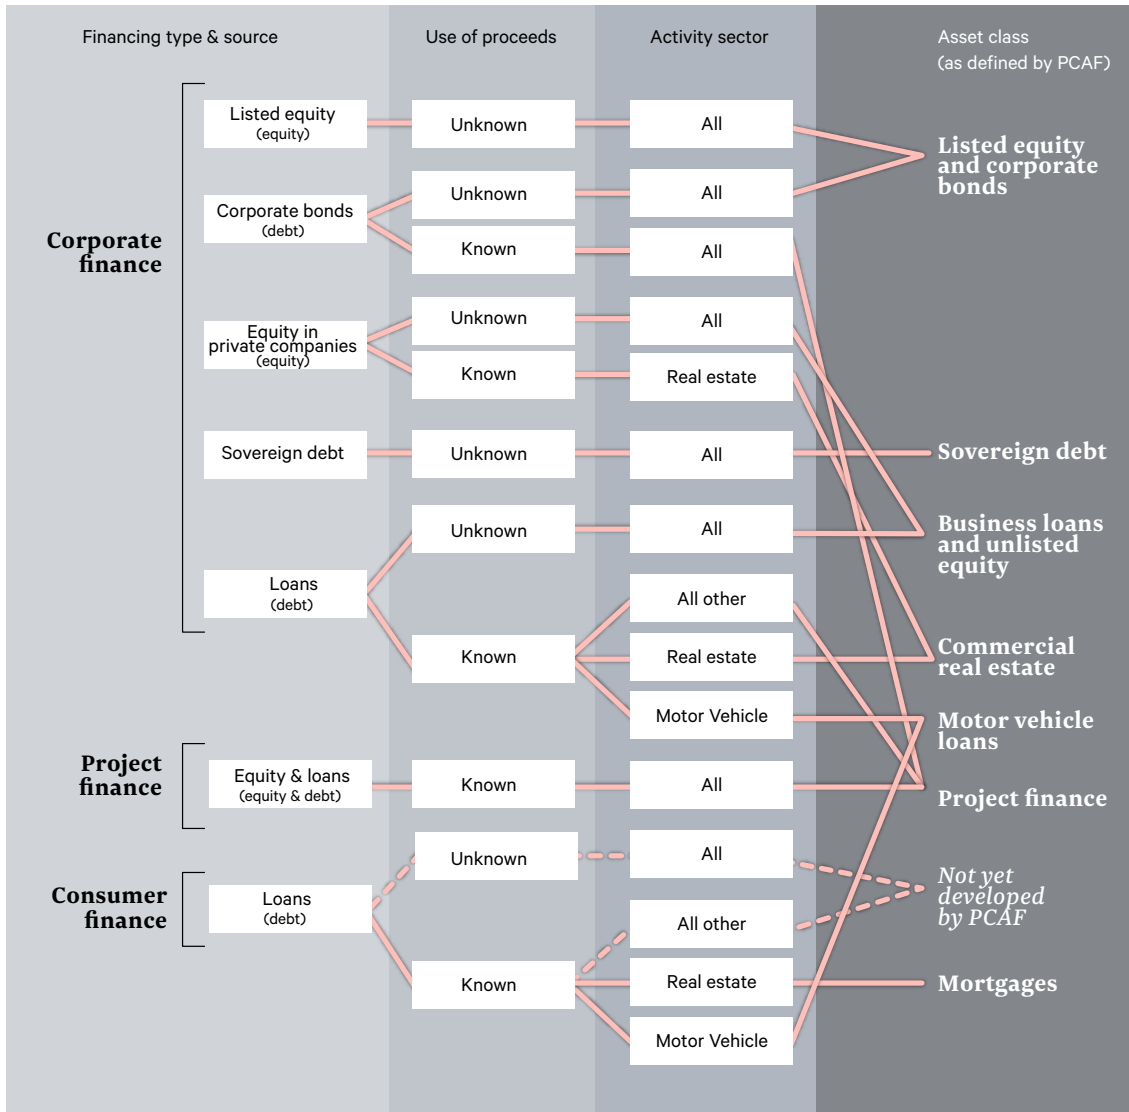 Financing type & source
Use of proceeds
Activity sector
Asset class
(as defined by PCAF)
Corporate
finance
Listed equity
(equity)
Unknown
All
Listed equity
and corporate
bonds
Corporate bonds
(debt)
Unknown
All
Known
All
Equity in
private companies
(equity)
Unknown
All
Known
Real estate
Sovereign debt
Unknown
All
Sovereign debt
Loans
(debt)
Unknown
All
Business loans
and unlisted
equity
Known
All other
Real estate
Commercial
real estate
Motor Vehicle
Motor vehicle
loans
Project
finance
Equity & loans
(equity & debt)
Known
All
Project finance
Consumer
finance
Loans
(debt)
Unknown
All
Not yet
developed
by PCAF
Known
All other
Real estate
Mortgages
Motor Vehicle